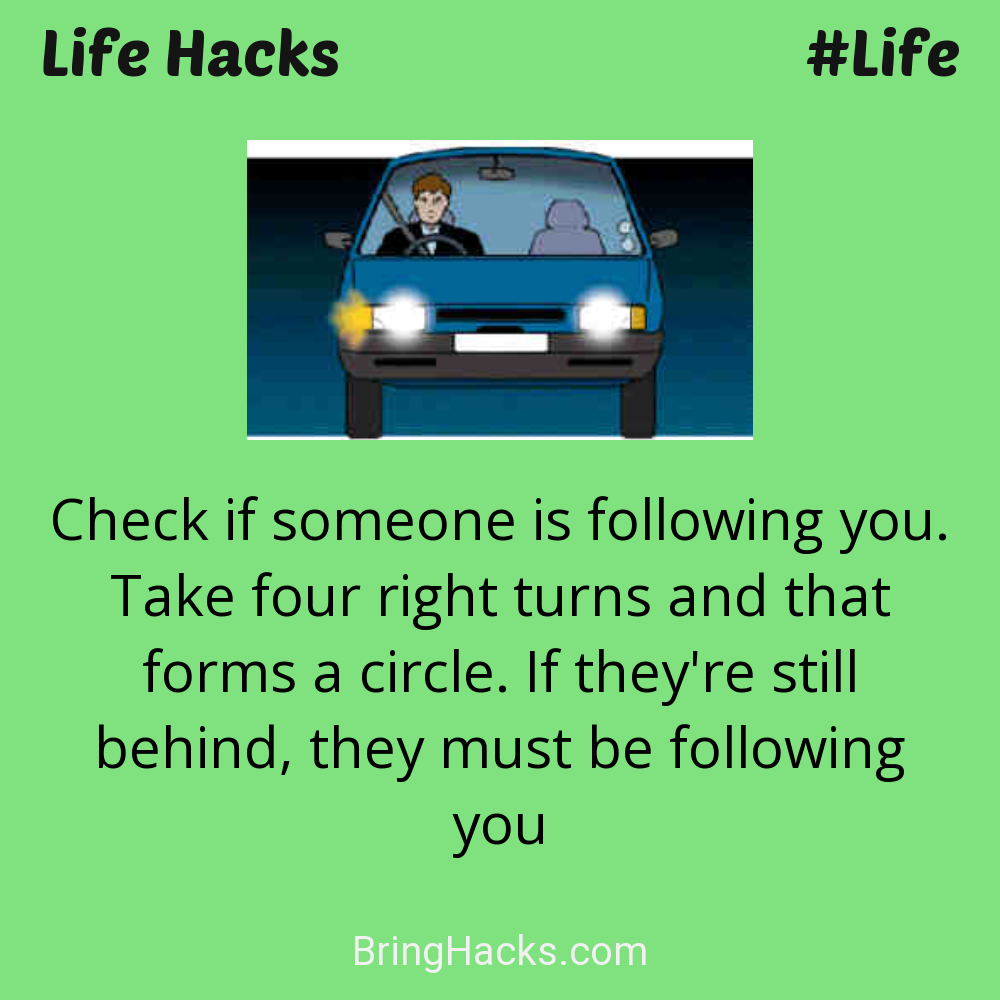 Life Hacks #Life
Check if someone is following you.
Take four right turns and that
forms a circle. If they're still
behind, they must be following
you
BringHacks.com